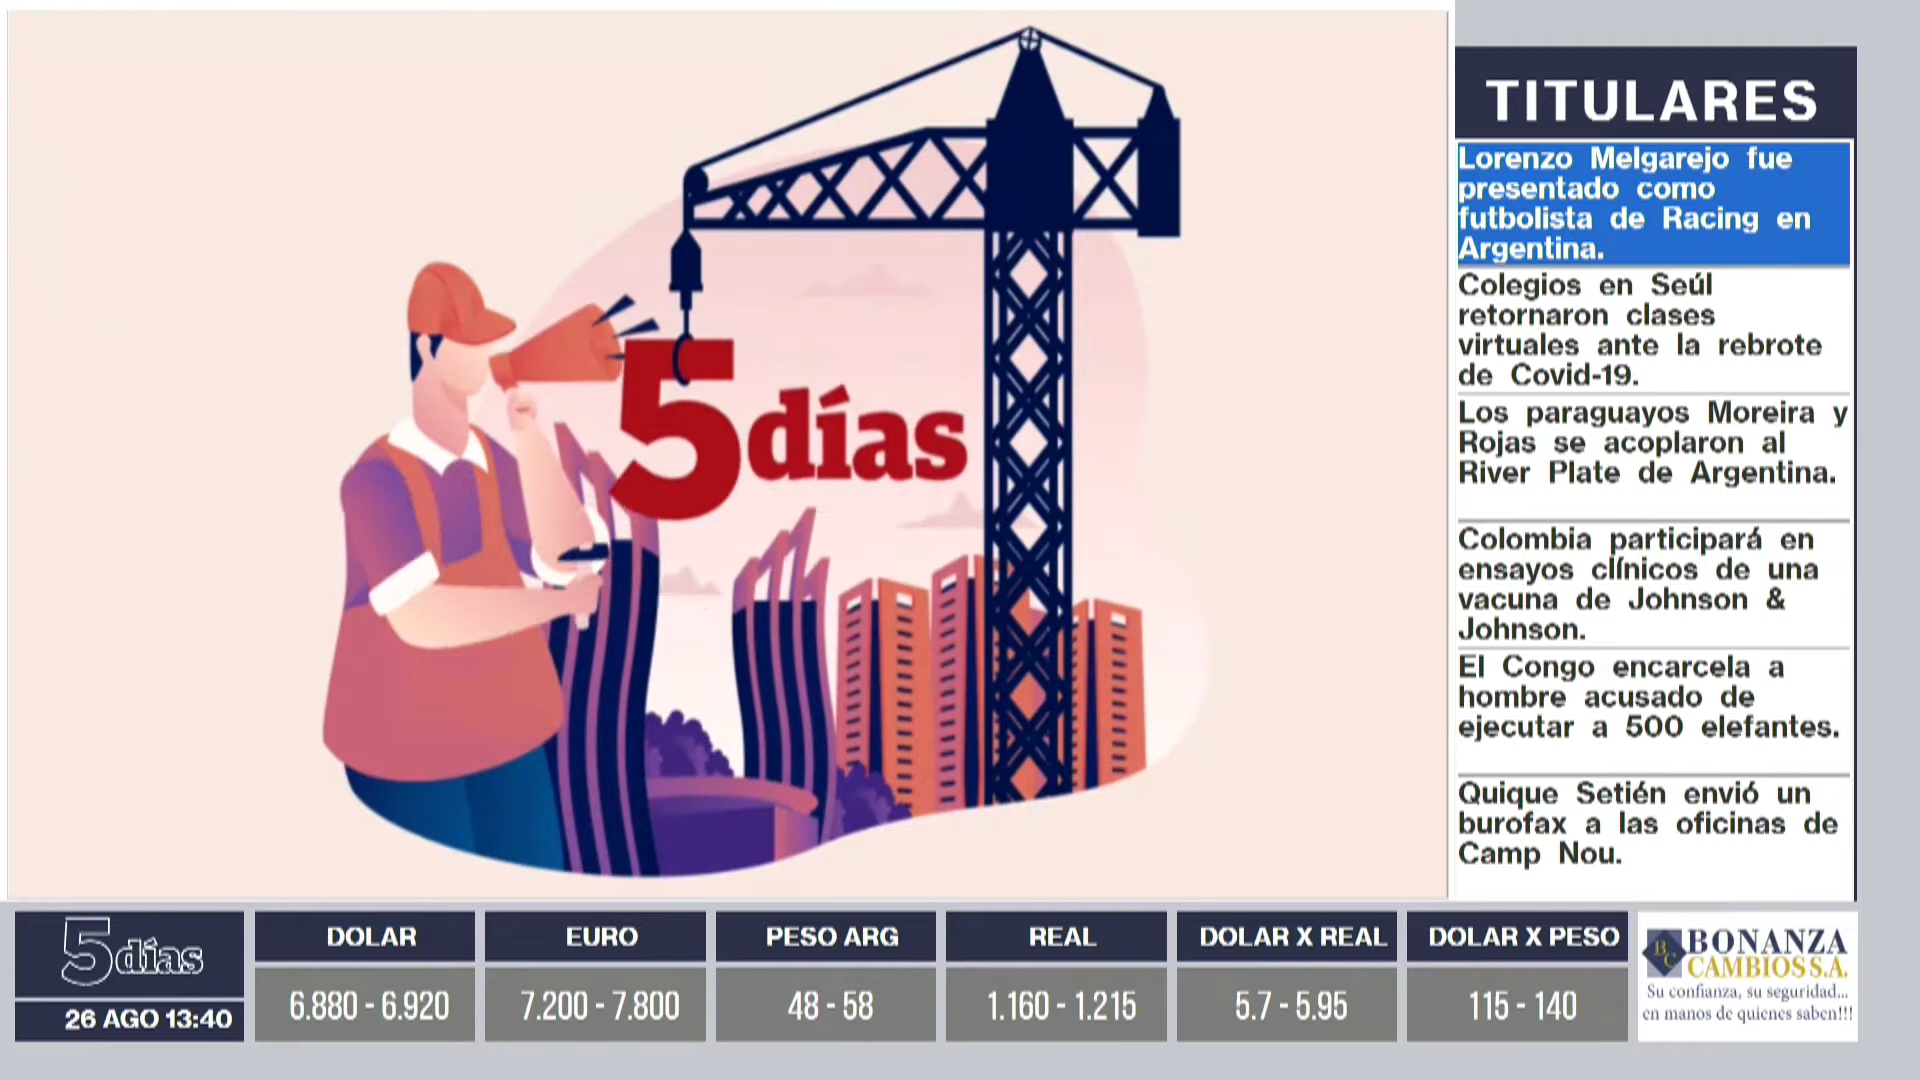 5días
TITULARES
Lorenzo Melgarejo fue
presentado como
futbolista de Racing en
Argentina.
Colegios en Seúl
retornaron clases
virtuales ante la rebrote
de Covid-19.
Los paraguayos Moreira y
Rojas se acoplaron al
River Plate de Argentina.
Colombia participará en
ensayos clínicos de una
vacuna de Johnson &
Johnson.
El Congo encarcela a
hombre acusado de
ejecutar a 500 elefantes.
Quique Setién envió un
burofax a las oficinas de
Camp Nou.
5días
26 AGO 13:40
DOLAR
6.880 - 6.920
EURO
7.200 - 7.800
PESO ARG
48 - 58
REAL
1.160 - 1.215
DOLAR X REAL
5.7 - 5.95
DOLAR X PESO
115 - 140
BC
BONANZA
CAMBIOS S.A.
Su confianza, su seguridad...
en manos de quienes saben!!!